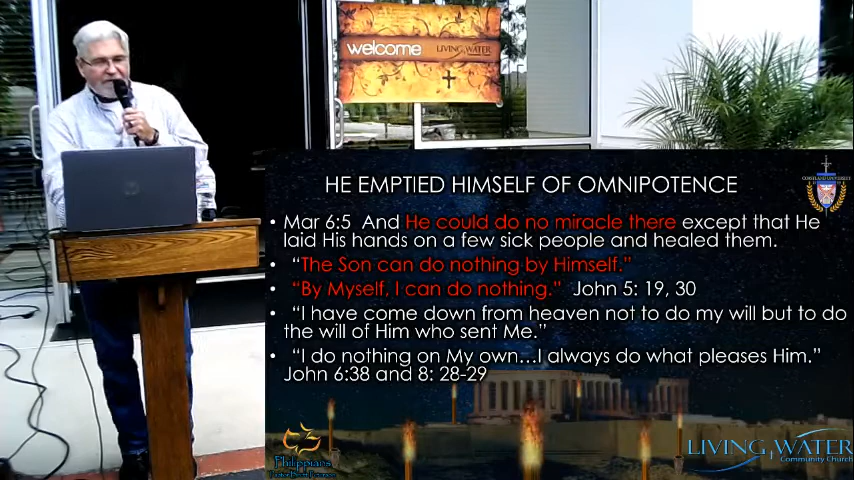 welcome
LIVING WATER
HE EMPTIED HIMSELF OF OMNIPOTENCE
• Mar 6:5 And He could do no miracle there except that He
laid His hands on a few sick people and healed them.
• "The Son can do nothing by Himself."
• "By Myself, I can do nothing." John 5: 19, 30
• "I have come down from heaven not to do my will but to do
the will of Him who sent Me."
• "I do nothing on My own...I always do what pleases Him."
John 6:38 and 8: 28-29
Philippians
LIVING WATER
Community Church